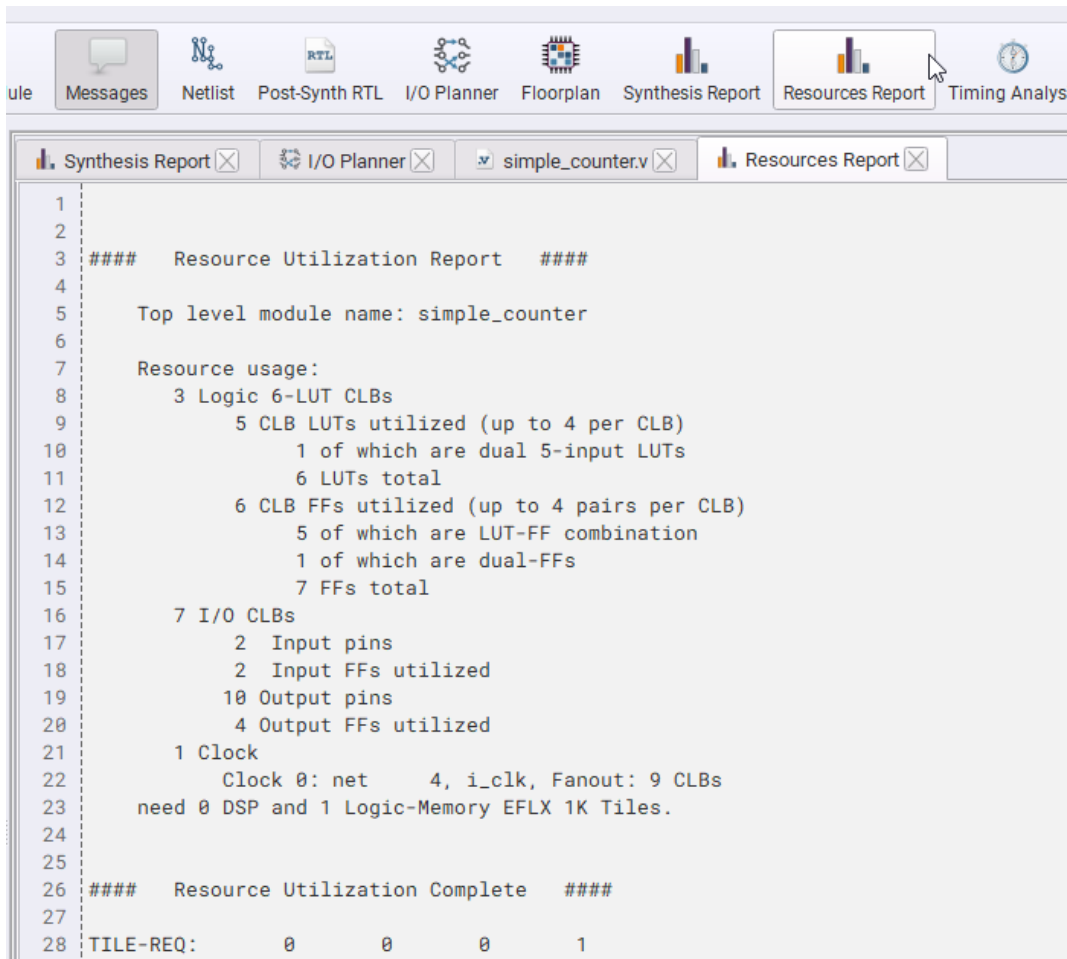 ule Messages Netlist Post-Synth RTL I/O Planner Floorplan Synthesis Report Resources Report Timing Analys
RTL
Synthesis Report I/O Planner simple_counter.v Resources Report
1
2
3 #### Resource Utilization Report ####
4
5 Top level module name: simple_counter
6
7 Resource usage:
8 3 Logic 6-LUT CLBs
9 5 CLB LUTs utilized (up to 4 per CLB)
10 1 of which are dual 5-input LUTs
11 6 LUTs total
12 6 CLB FFs utilized (up to 4 pairs per CLB)
13 5 of which are LUT-FF combination
14 1 of which are dual-FFs
15 7 FFs total
16 7 I/O CLBs
17 2 Input pins
18 2 Input FFs utilized
19 10 Output pins
20 4 Output FFs utilized
21 1 Clock
22 Clock 0: net 4, i_clk, Fanout: 9 CLBs
23 need 0 DSP and 1 Logic-Memory EFLX 1K Tiles.
24
25
26 #### Resource Utilization Complete ####
27
28 TILE-REQ: 0 0 0 1